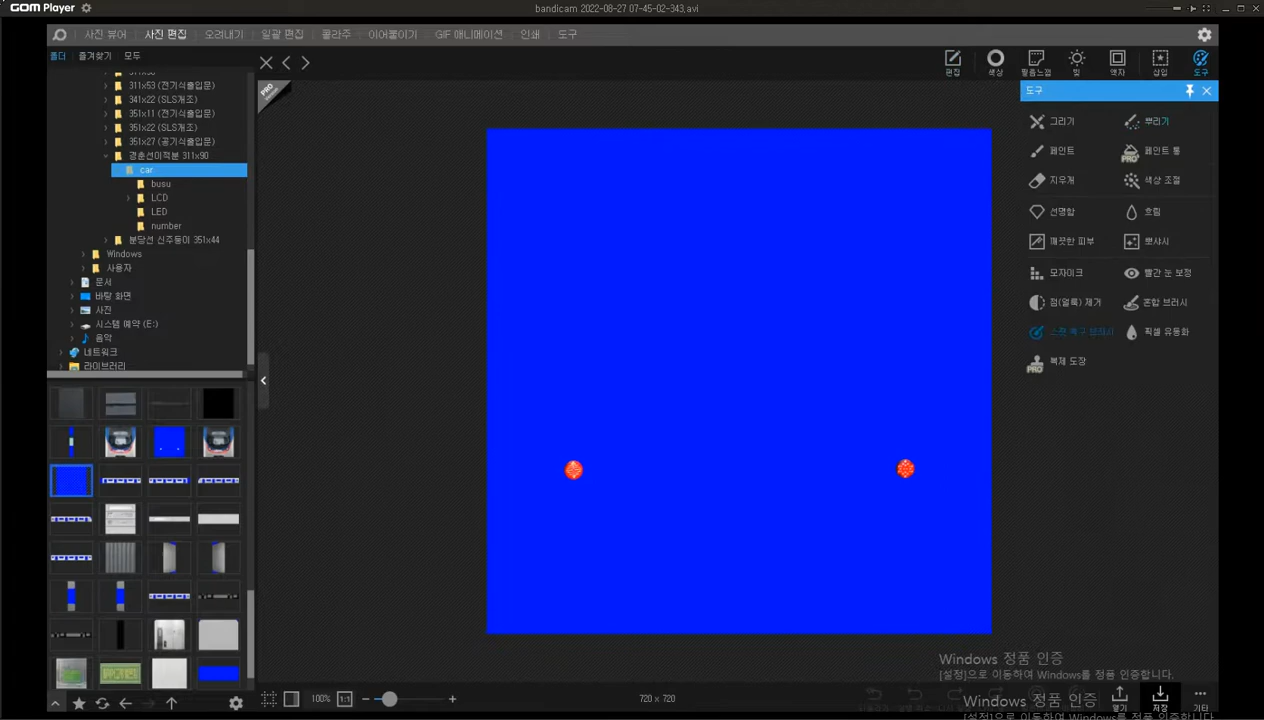 GOM Player
bandicam 2022-08-27 07-45-02-343.avi
사진 뷰어 사진 편집 오려내기 일괄 편집 콜라주 이어붙이기 GIF 애니메이션 인쇄 도구
폴더 즐겨찾기 모두
편집 색상 필름느낌 빛 액자 삽입 도구
PRO
도구
311x53 (전기식출입문)
341x22 (SLS개조)
351x11 (전기식출입문)
351x22 (SLS개조)
351x27 (공기식출입문)
경춘선이적분 311x90
car
busu
LCD
LED
number
분당선 신주둥이 351x44
Windows
사용자
문서
바탕 화면
사진
시스템 예약 (E:)
음악
네트워크
라이브러리
그리기 뿌리기
페인트 페인트 통
PRO
지우개 색상 조절
선명함 흐림
깨끗한 피부 뽀샤시
모자이크 빨간 눈 보정
점(얼룩) 제거 혼합 브러시
픽셀 유동화
복제 도장
PRO
Windows 정품 인증
[설정]으로 이동하여 Windows를 정품 인증합니다.
Windows 정품 인증
100% 1:1 720 x 720
열기 저장 기타